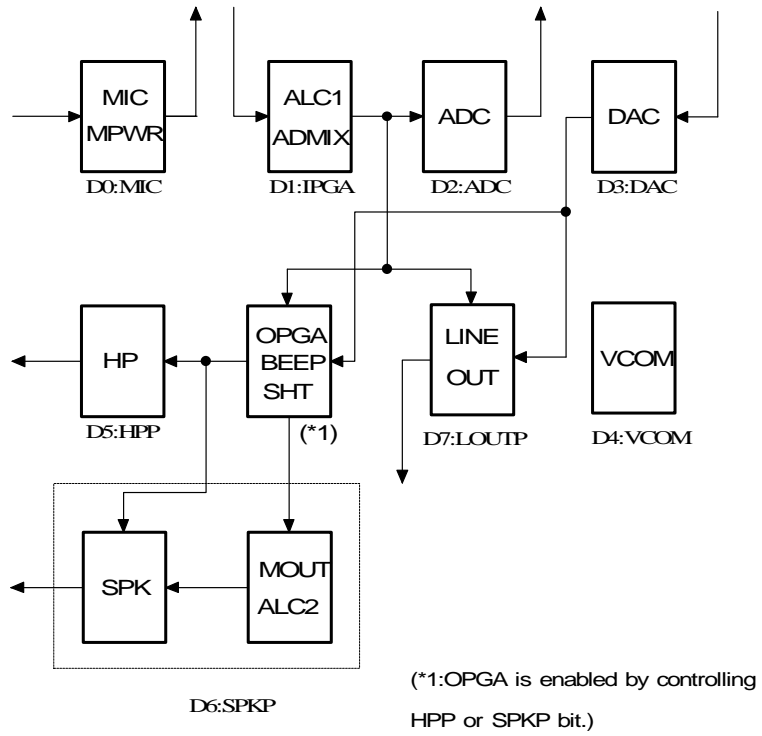 MIC
MPWR
D0:MIC
ALC1
ADMIX
D1:IPGA
ADC
D2:ADC
DAC
D3:DAC
HP
D5:HPP
OPGA
BEEP
SHT
(*1)
LINE
OUT
D7:LOUTP
VCOM
D4:VCOM
SPK
MOUT
ALC2
D6:SPKP
(*1:OPGA is enabled by controlling
HPP or SPKP bit.)